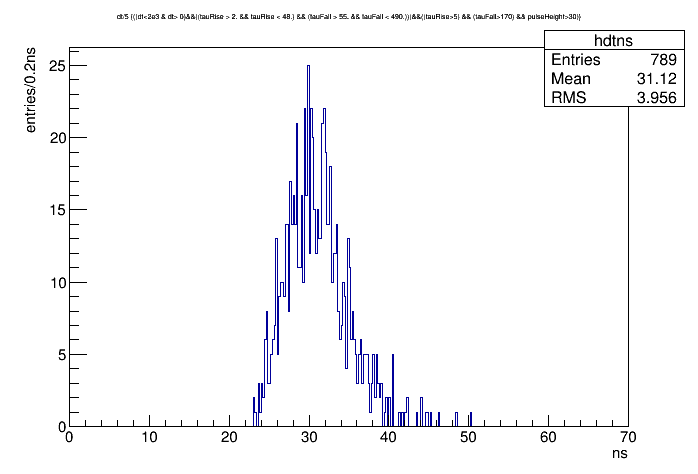 dt/5 {((dt<2e3 & dt> 0)&&((tauRise > 2. && tauRise < 48.) && (tauFall > 55. && tauFall < 490.)))&&((tauRise>5) && (tauFall>170) && pulseHeight>30)}
hdtns
Entries 789
Mean 31.12
RMS 3.956
entries/0.2ns
25
20
15
10
5
0
0 10 20 30 40 50 60 70
ns